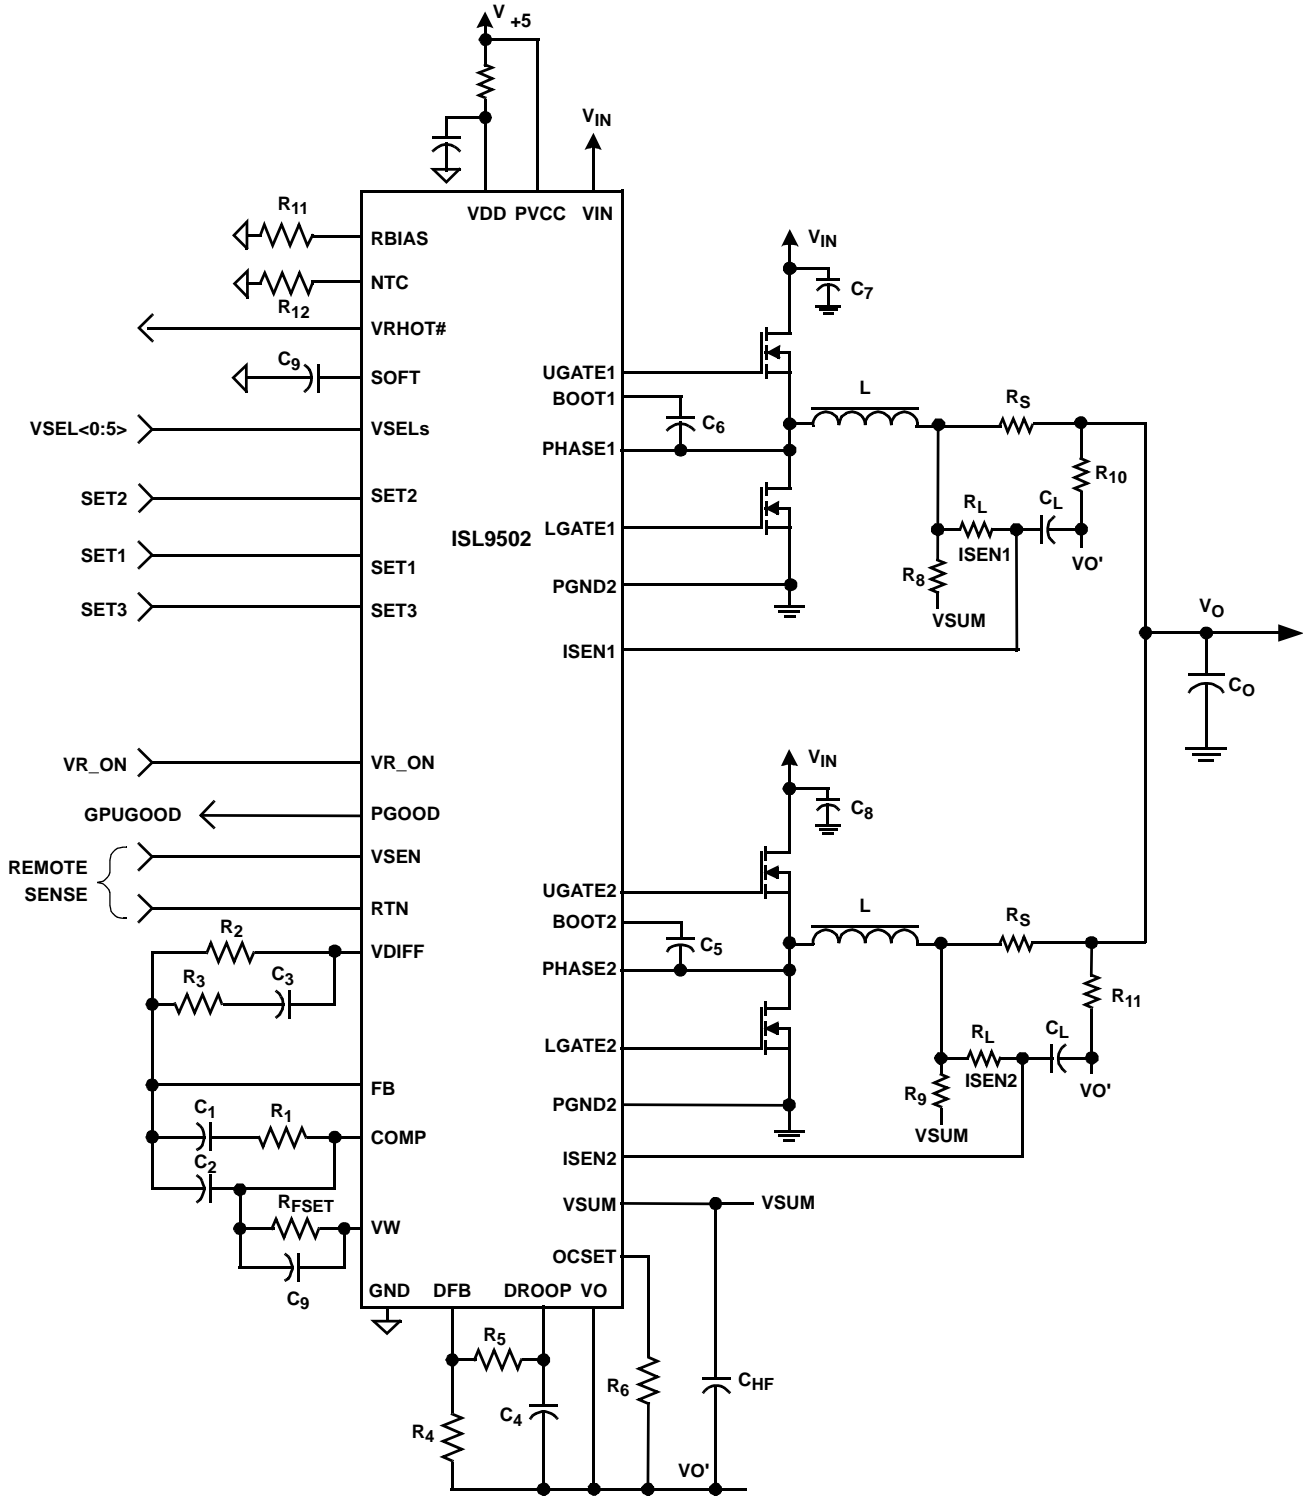 V+5
VIN
VDD PVCC VIN
R11
RBIAS
NTC
R12
VRHOT#
C9
SOFT
VSEL<0:5>
VSELs
SET2
SET2
SET1
SET1
SET3
SET3
ISL9502
VR_ON
VR_ON
GPUGOOD
PGOOD
REMOTE
SENSE
VSEN
RTN
R2
VDIFF
R3
C3
FB
C1
R1
COMP
C2
RFSET
VW
C9
GND
DFB
DROOP
VO
UGATE1
BOOT1
C6
PHASE1
LGATE1
PGND2
ISEN1
VIN
C7
L
RS
R10
RL
CL
ISEN1
VO'
R8
VSUM
VO
CO
VIN
C8
UGATE2
BOOT2
C5
PHASE2
LGATE2
PGND2
ISEN2
L
RS
R11
RL
CL
ISEN2
VO'
R9
VSUM
VSUM
VSUM
OCSET
R5
R4
C4
R6
CHF
VO'